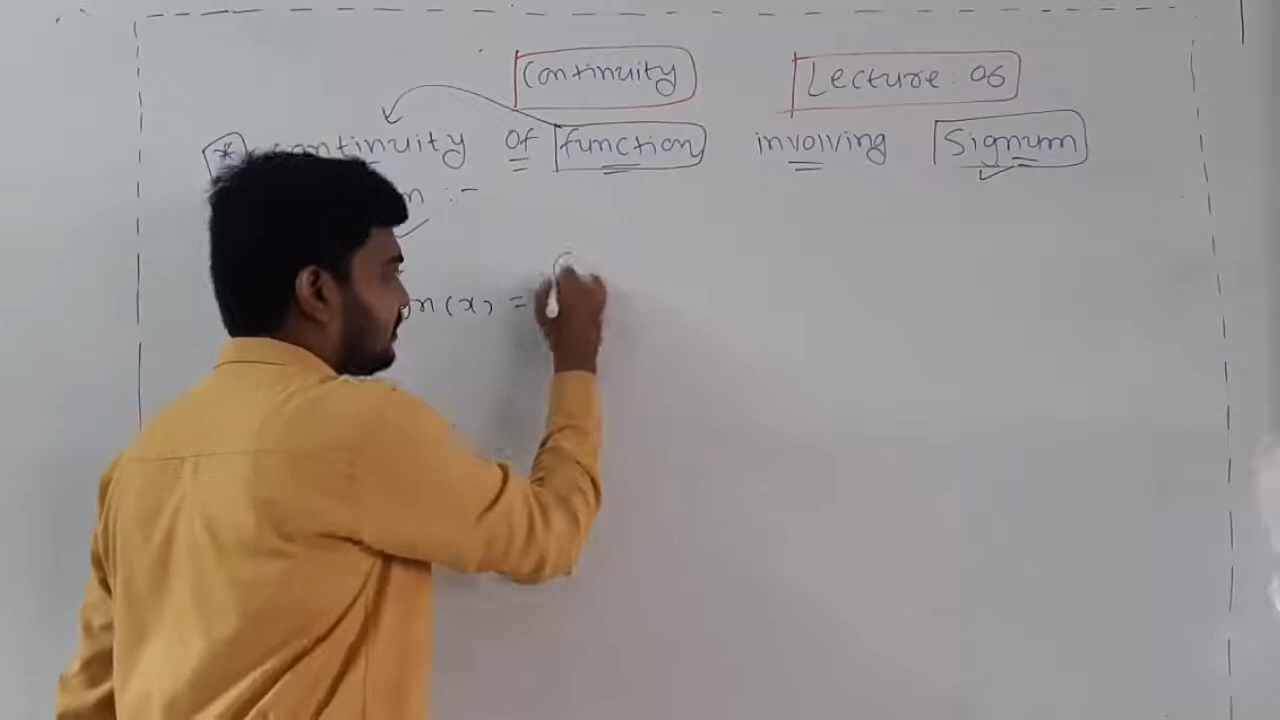 Continuity Lecture : 06
* continuity of function involving Signum
:-
(x) =